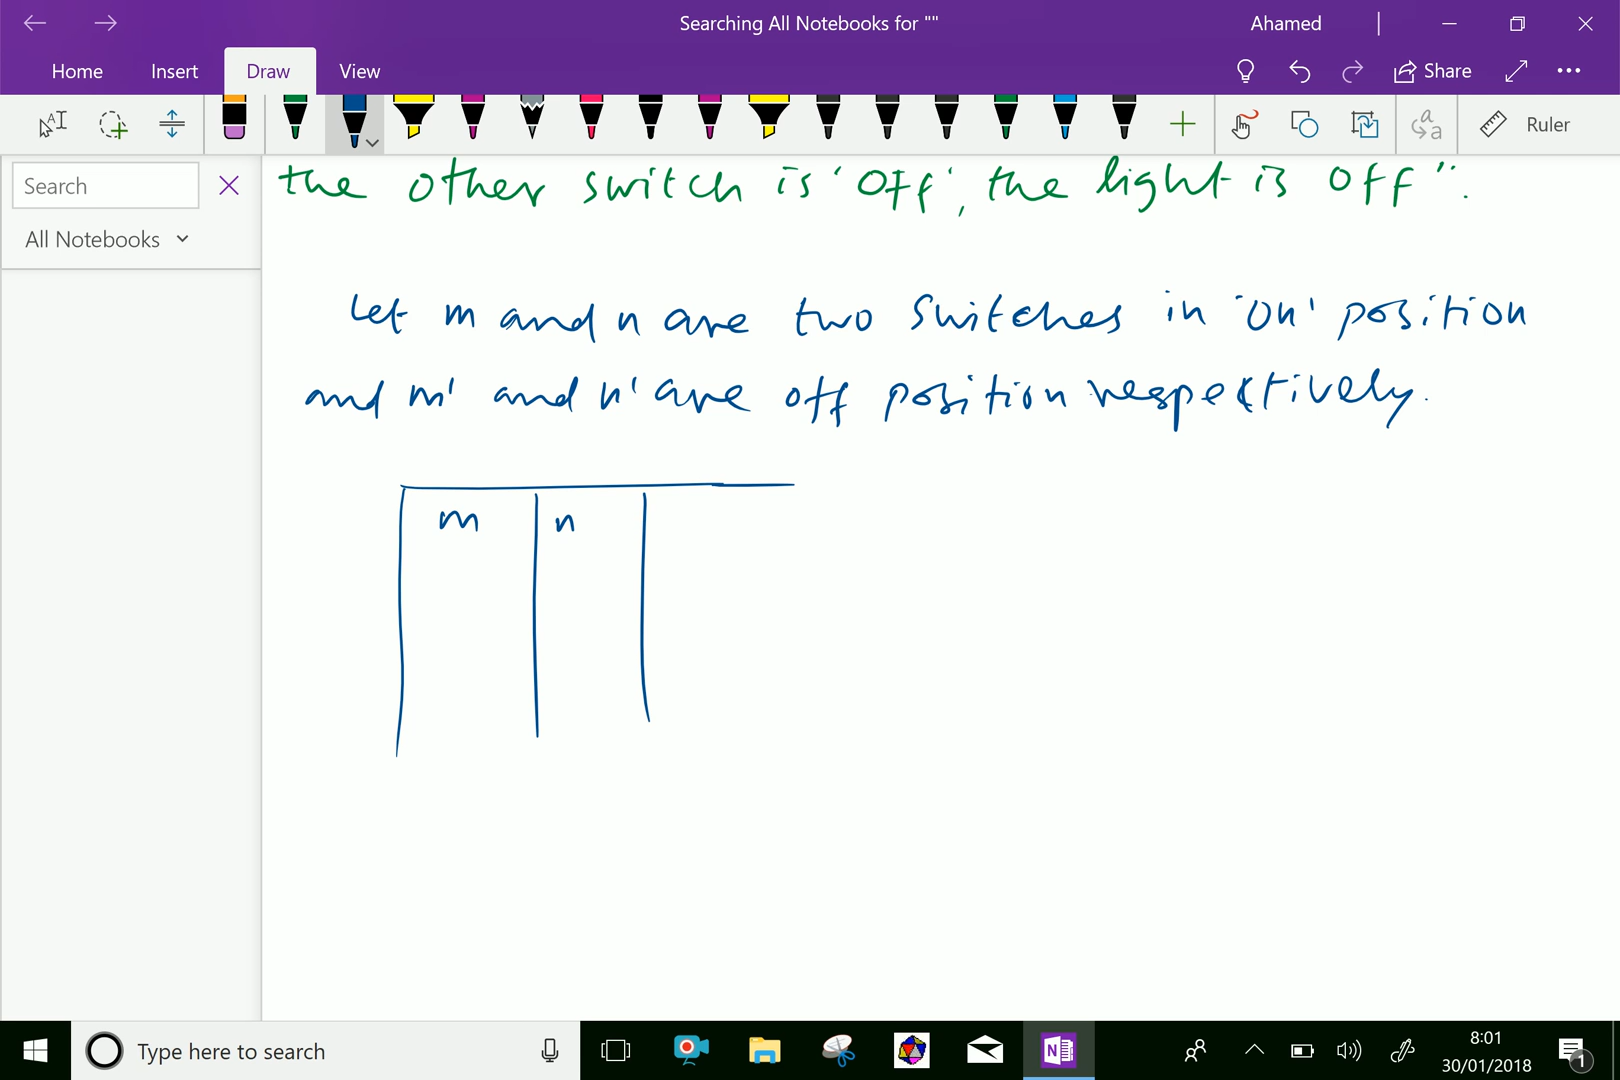 Searching All Notebooks for ""
Ahamed
Home Insert Draw View
Share
Ruler
Search
All Notebooks
the other switch is 'Off', the light is off".
Let m and n are two switches in 'on' position
and m' and n' are off position respectively.
m n
Type here to search
N
8:01
30/01/2018
1